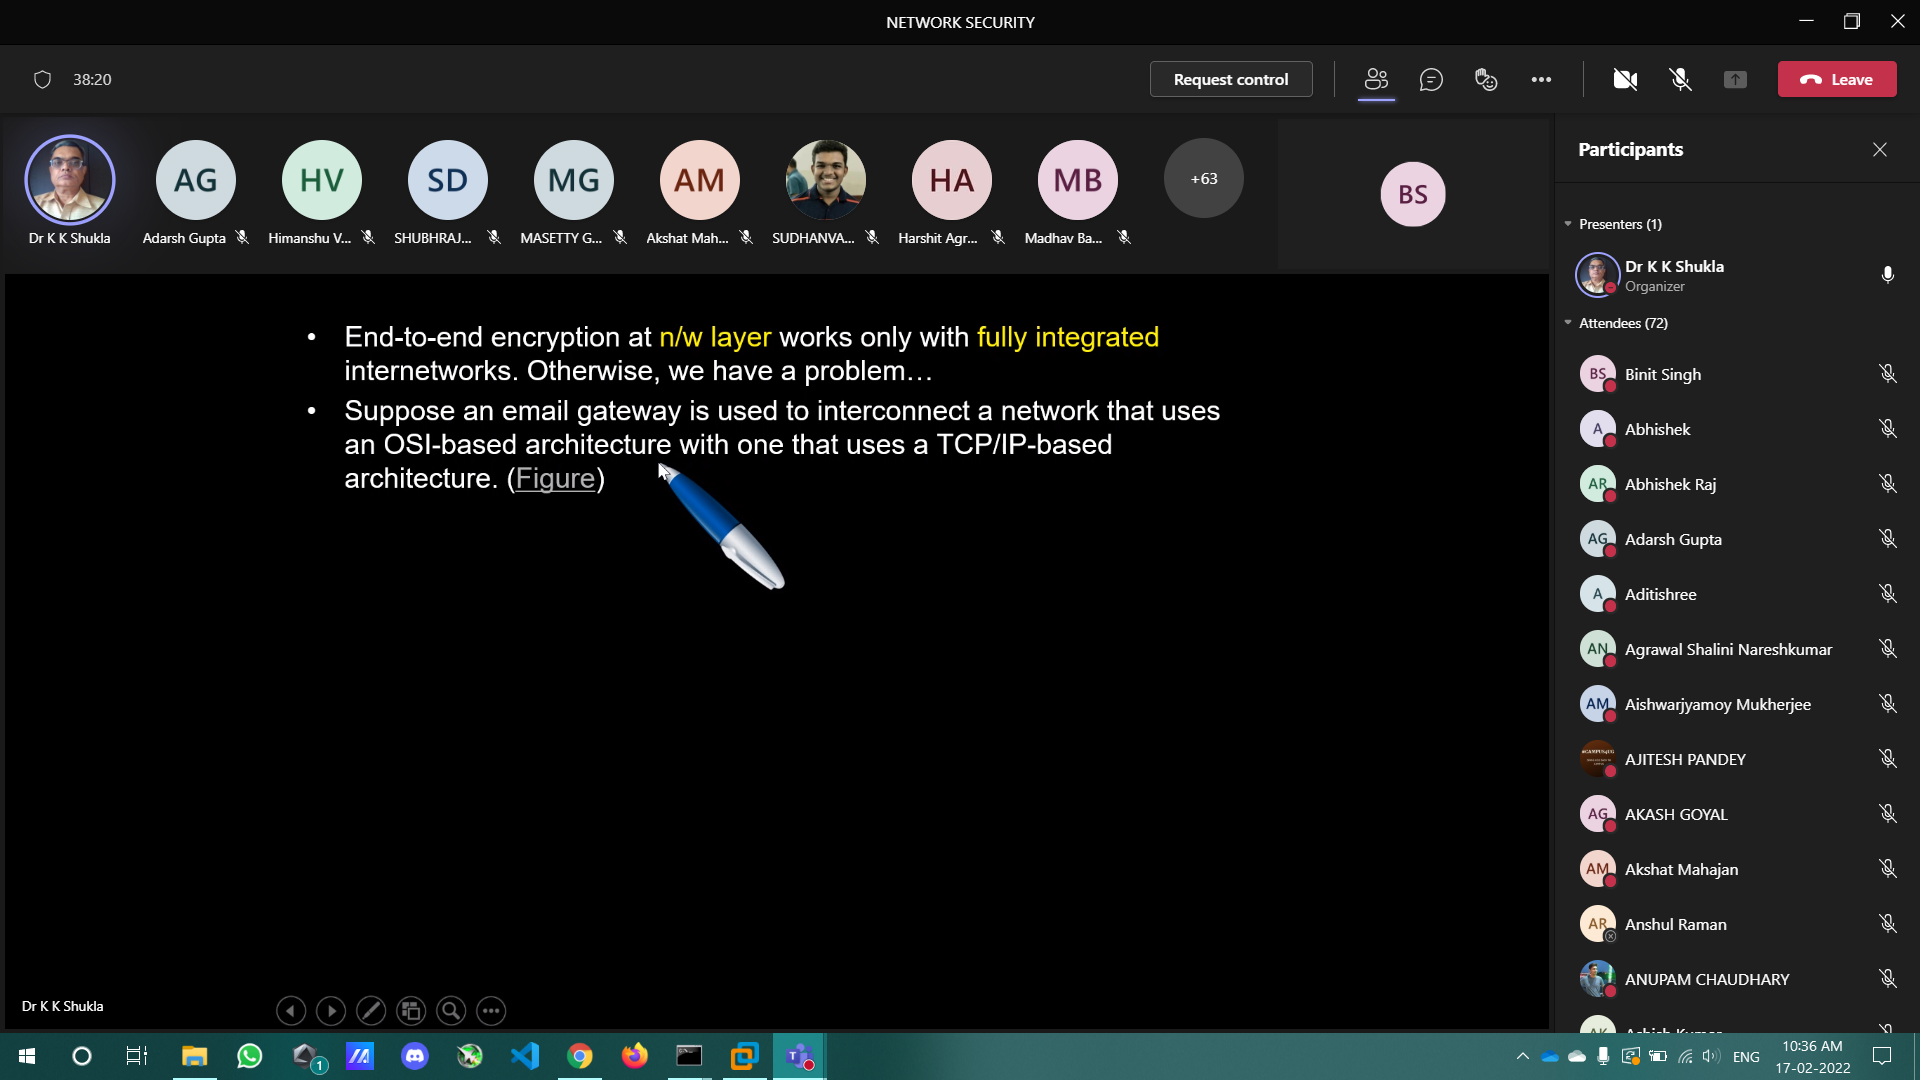 NETWORK SECURITY
38:20
Request control
Leave
AG
HV
SD
MG
AM
HA
MB
+63
BS
Dr K K Shukla
Adarsh Gupta
Himanshu V...
SHUBHRAJ...
MASETTY G...
Akshat Mah...
SUDHANVA...
Harshit Agr...
Madhav Ba...
• End-to-end encryption at n/w layer works only with fully integrated
internetworks. Otherwise, we have a problem…
• Suppose an email gateway is used to interconnect a network that uses
an OSI-based architecture with one that uses a TCP/IP-based
architecture. (Figure)
Dr K K Shukla
Participants
Presenters (1)
Dr K K Shukla
Organizer
Attendees (72)
BS Binit Singh
A Abhishek
AR Abhishek Raj
AG Adarsh Gupta
A Aditishree
AN Agrawal Shalini Nareshkumar
AM Aishwarjyamoy Mukherjee
AJITESH PANDEY
AG AKASH GOYAL
AM Akshat Mahajan
AR Anshul Raman
ANUPAM CHAUDHARY
1
T
ENG
10:36 AM
17-02-2022